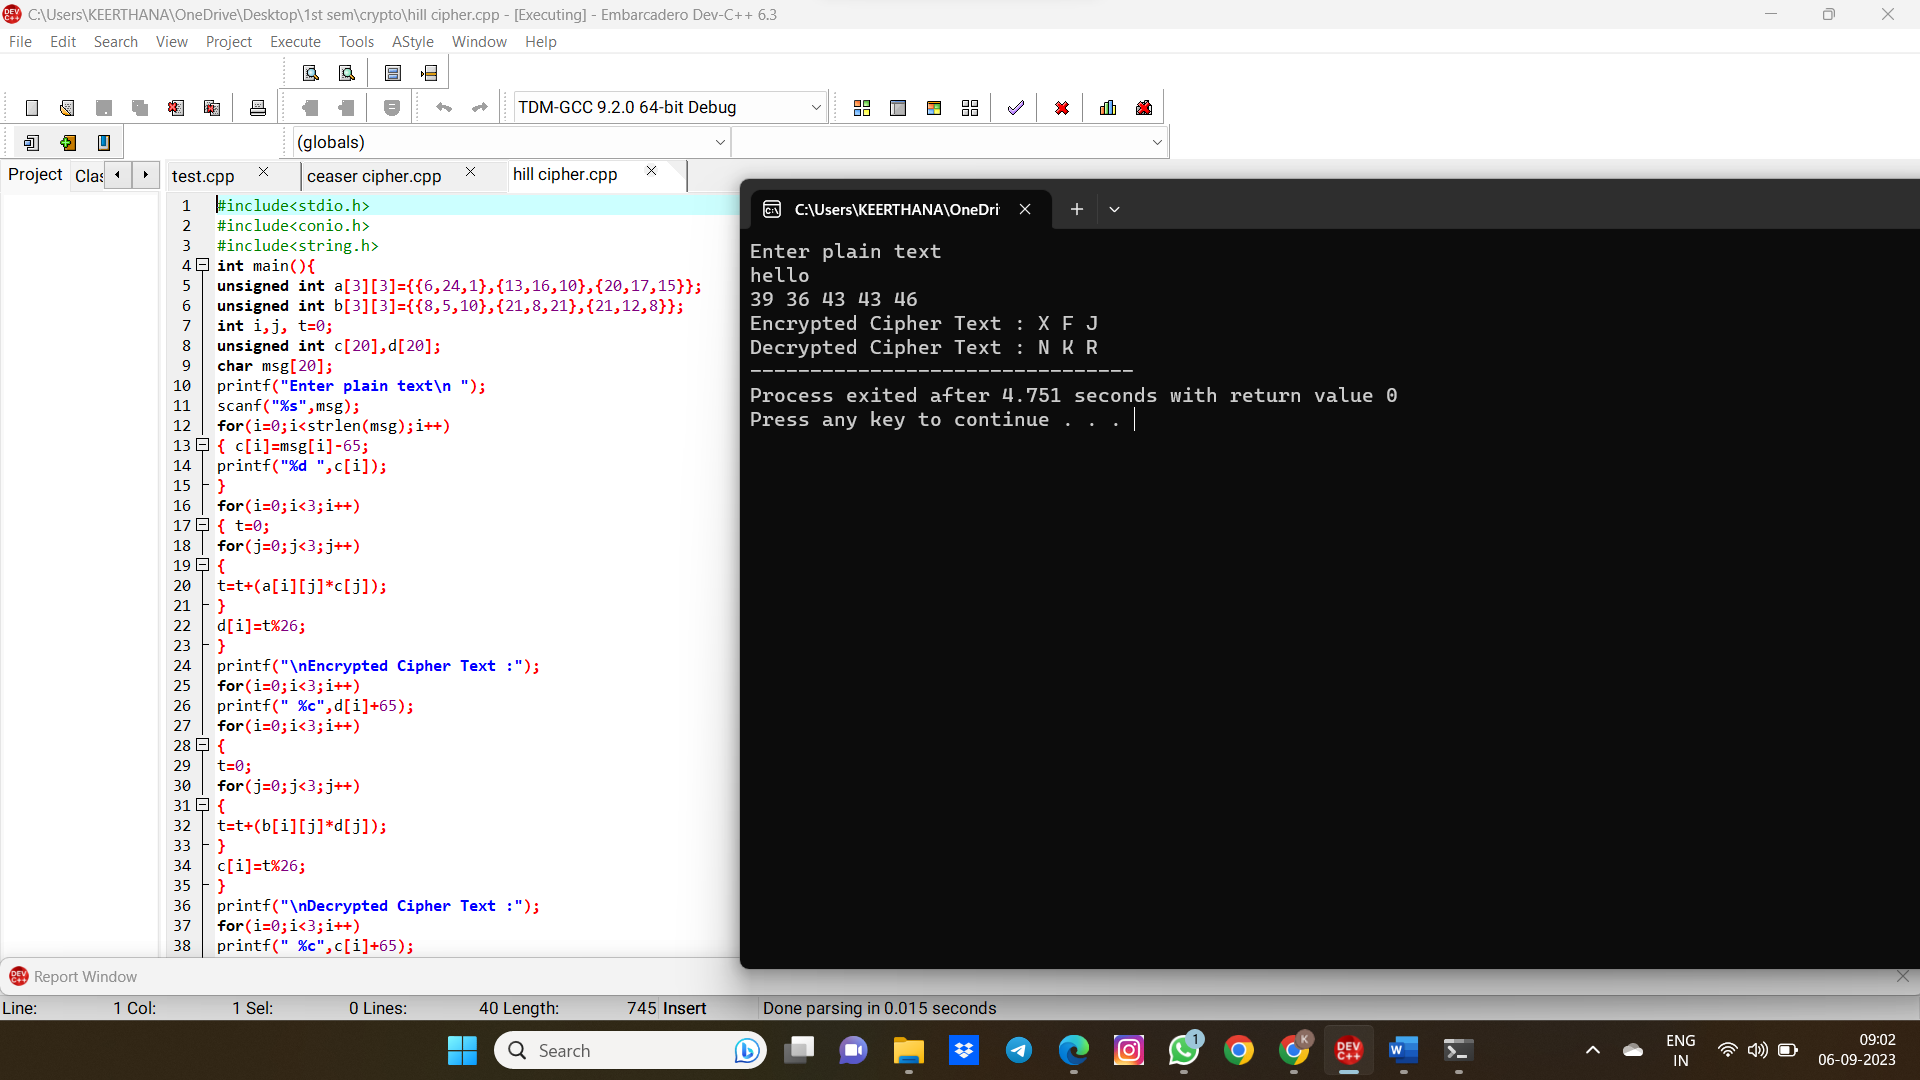 C:\Users\KEERTHANA\OneDrive\Desktop\1st sem\crypto\hill cipher.cpp - [Executing] - Embarcadero Dev-C++ 6.3
File Edit Search View Project Execute Tools AStyle Window Help
TDM-GCC 9.2.0 64-bit Debug
(globals)
Project Clas test.cpp ceaser cipher.cpp hill cipher.cpp
1 #include<stdio.h>
2 #include<conio.h>
3 #include<string.h>
4 int main(){
5 unsigned int a[3][3]={{6,24,1},{13,16,10},{20,17,15}};
6 unsigned int b[3][3]={{8,5,10},{21,8,21},{21,12,8}};
7 int i,j, t=0;
8 unsigned int c[20],d[20];
9 char msg[20];
10 printf("Enter plain text\n ");
11 scanf("%s",msg);
12 for(i=0;i<strlen(msg);i++)
13 { c[i]=msg[i]-65;
14 printf("%d ",c[i]);
15 }
16 for(i=0;i<3;i++)
17 { t=0;
18 for(j=0;j<3;j++)
19 {
20 t=t+(a[i][j]*c[j]);
21 }
22 d[i]=t%26;
23 }
24 printf("\nEncrypted Cipher Text :");
25 for(i=0;i<3;i++)
26 printf(" %c",d[i]+65);
27 for(i=0;i<3;i++)
28 {
29 t=0;
30 for(j=0;j<3;j++)
31 {
32 t=t+(b[i][j]*d[j]);
33 }
34 c[i]=t%26;
35 }
36 printf("\nDecrypted Cipher Text :");
37 for(i=0;i<3;i++)
38 printf(" %c",c[i]+65);
C:\Users\KEERTHANA\OneDri
Enter plain text
hello
39 36 43 43 46
Encrypted Cipher Text : X F J
Decrypted Cipher Text : N K R
--------------------------------
Process exited after 4.751 seconds with return value 0
Press any key to continue . . .
DEV C++ Report Window
Line: 1 Col: 1 Sel: 0 Lines: 40 Length: 745 Insert Done parsing in 0.015 seconds
Search
1
K
DEV C++
W
ENG
IN
09:02
06-09-2023